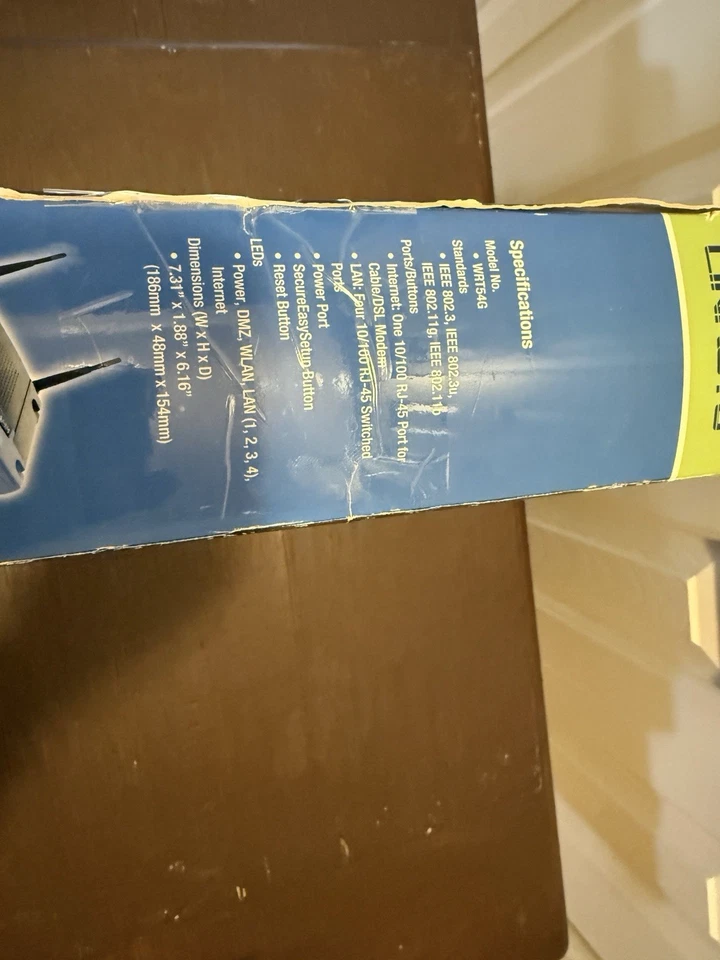 LINKSYS
Specifications
Model No.
• WRT54G
Standards
• IEEE 802.3, IEEE 802.3u,
IEEE 802.11g, IEEE 802.11b
Ports/Buttons
• Internet: One 10/100 RJ-45 Port for
Cable/DSL Modem
• LAN: Four 10/100 RJ-45 Switched
Ports
• Power Port
• SecureEasySetup Button
• Reset Button
LEDs
• Power, DMZ, WLAN, LAN (1, 2, 3, 4),
Internet
Dimensions (W x H x D)
• 7.31" x 1.88" x 6.16"
(186mm x 48mm x 154mm)